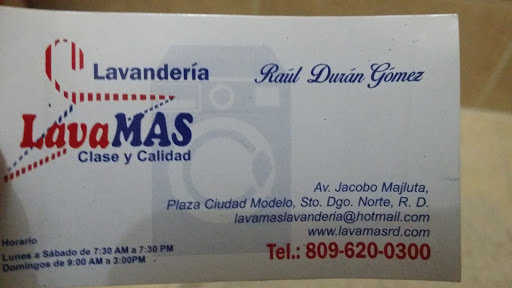 Lavandería
Raúl Durán Gómez
LavaMAS
Clase y Calidad
Av. Jacobo Majluta,
Plaza Ciudad Modelo, Sto. Dgo. Norte, R. D.
lavamaslavanderia@hotmail.com
www.lavamasrd.com
Tel.: 809-620-0300
Horario
Lunes a Sábado de 7:30 AM a 7:30 PM
Domingos de 9:00 AM a 3:00PM